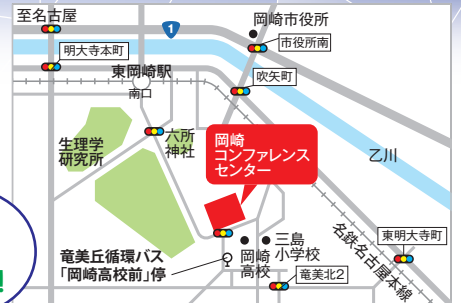 至名古屋
1
岡崎市役所
市役所南
明大寺本町
東岡崎駅
南口
吹矢町
生理学
研究所
六所
神社
岡崎
コンファレンス
センター
乙川
竜美丘循環バス
「岡崎高校前」停
岡崎
高校
三島
小学校
名鉄名古屋本線
東明大寺町
竜美北2
!